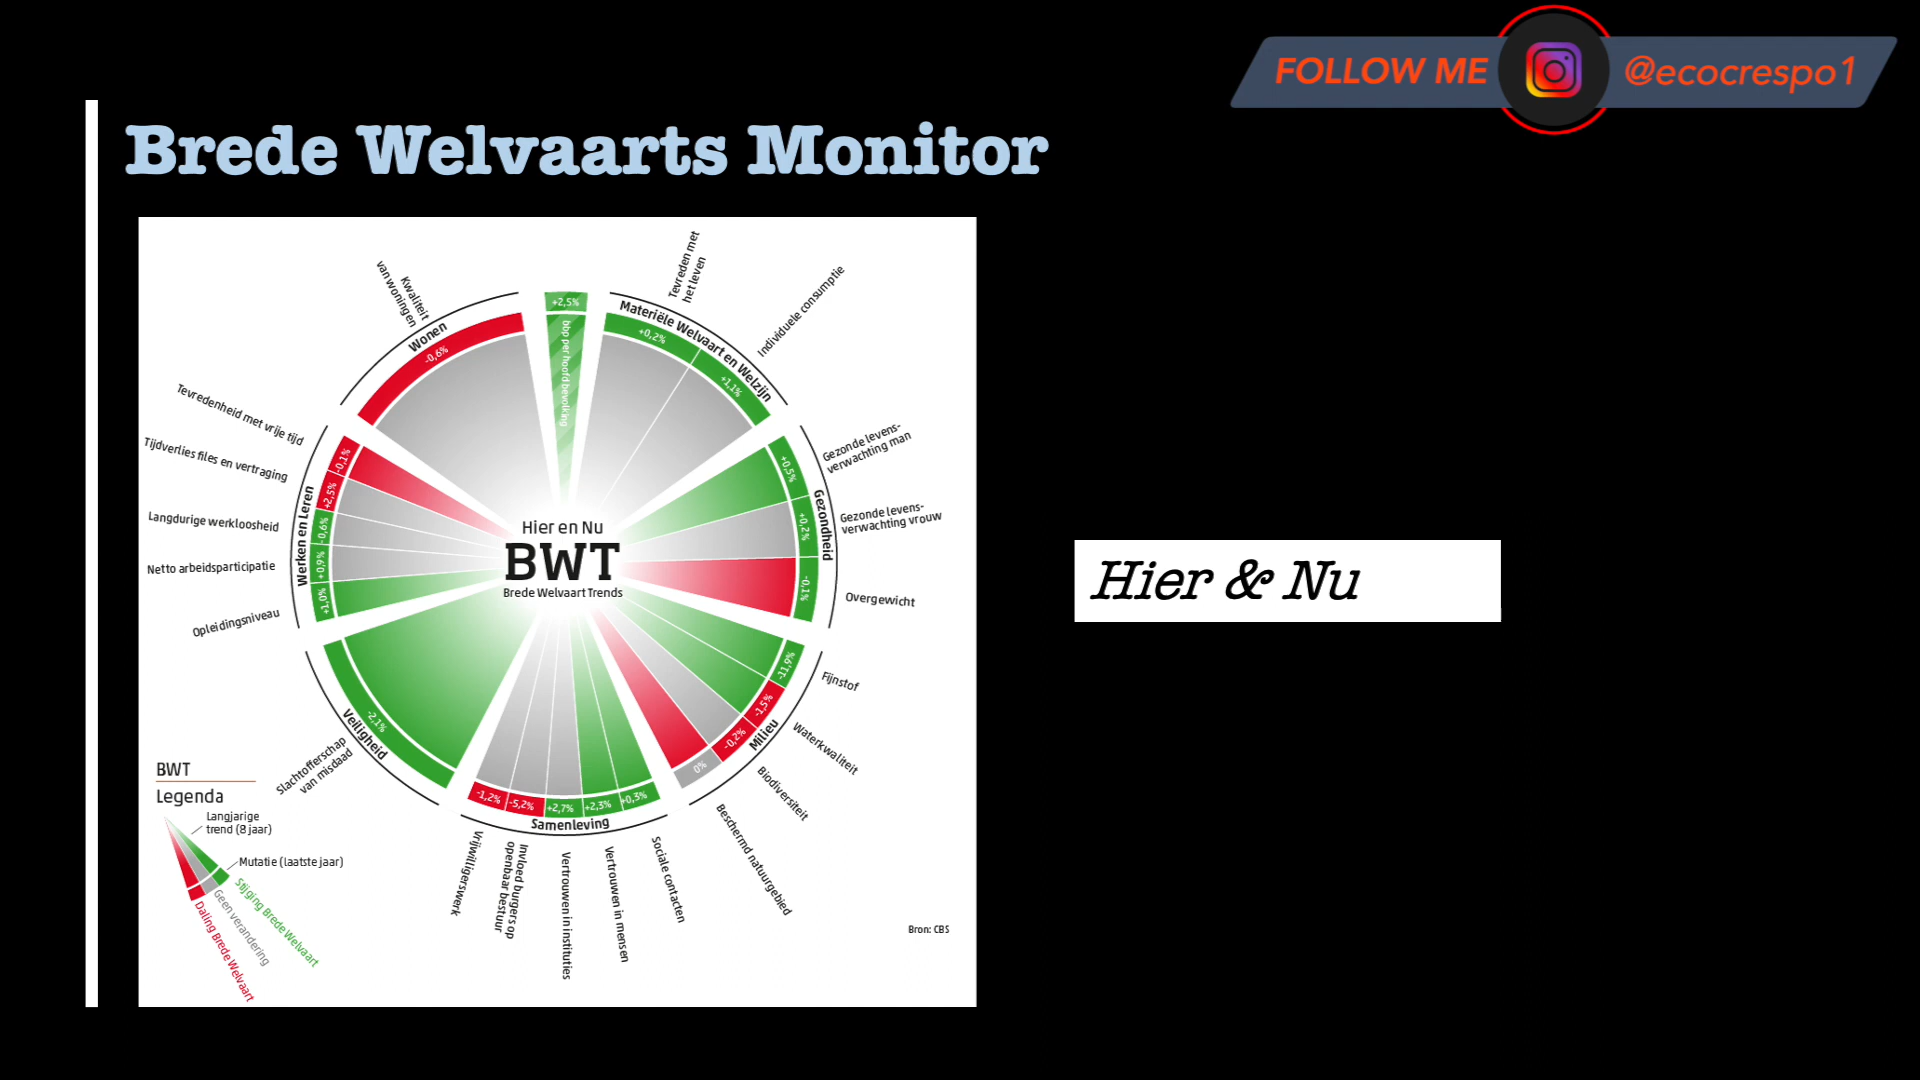 FOLLOW ME
@ecocrespo1
Brede Welvaarts Monitor
Hier & Nu
Hier en Nu
BWT
Brede Welvaart Trends
+2,5%
bbp per hoofd bevolking
Materiële Welvaart en Welzijn
Tevreden met
het leven
+0,2%
Individuele consumptie
+1,1%
Gezondheid
Gezonde levens-
verwachting man
+0,5%
Gezonde levens-
verwachting vrouw
+0,2%
Overgewicht
-0,1%
Milieu
Fijnstof
-11,9%
Waterkwaliteit
-1,5%
Biodiversiteit
-0,2%
Beschermd natuurgebied
0%
Samenleving
Sociale contacten
+0,3%
Vertrouwen in mensen
+2,3%
Vertrouwen in instituties
+2,7%
Invloed burgers op
openbaar bestuur
-5,2%
Vrijwilligerswerk
-1,2%
Veiligheid
Slachtofferschap
van misdaad
-2,1%
Werken en Leren
Opleidingsniveau
+1,0%
Netto arbeidsparticipatie
+0,9%
Langdurige werkloosheid
-0,6%
Tijdverlies files en vertraging
+2,5%
Tevredenheid met vrije tijd
-0,1%
Wonen
Kwaliteit
van woningen
-0,6%
BWT
Legenda
Langjarige
trend (8 jaar)
Mutatie (laatste jaar)
Stijging Brede Welvaart
Geen verandering
Daling Brede Welvaart
Bron: CBS